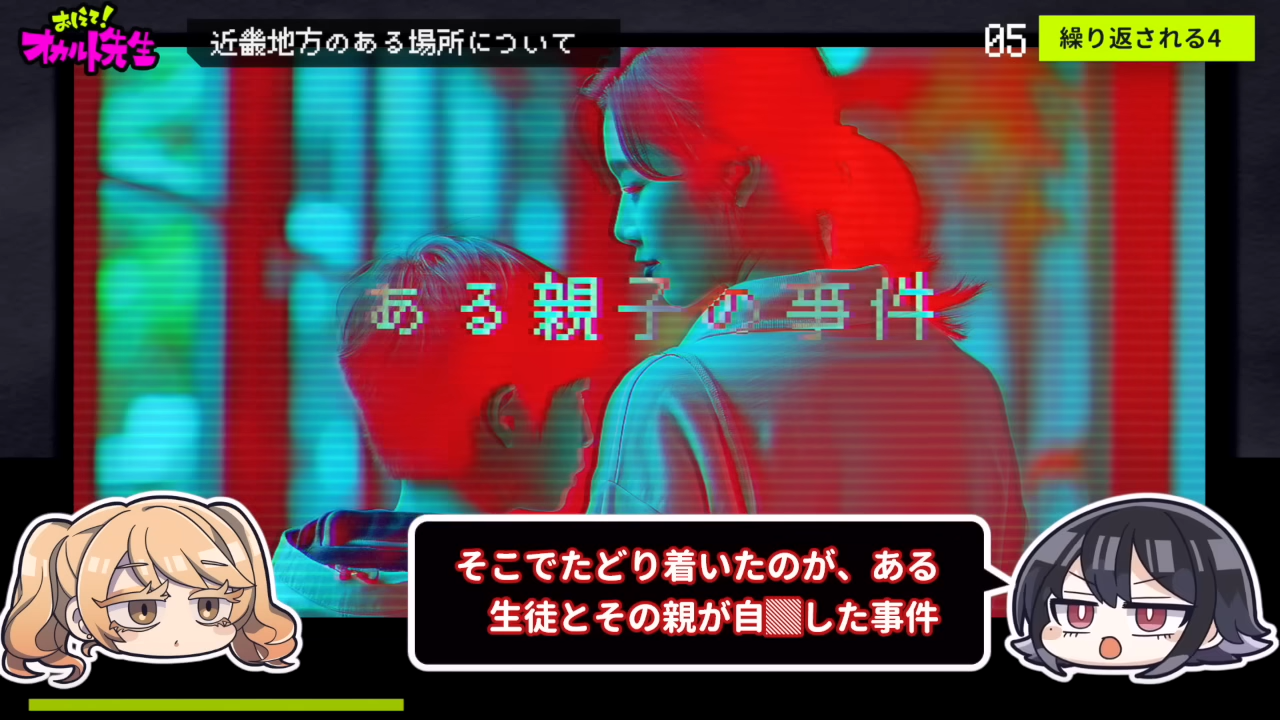 おしえて!
オカルト先生
近畿地方のある場所について
05
繰り返される4
ある親子の事件
そこでたどり着いたのが、ある
生徒とその親が自▨した事件